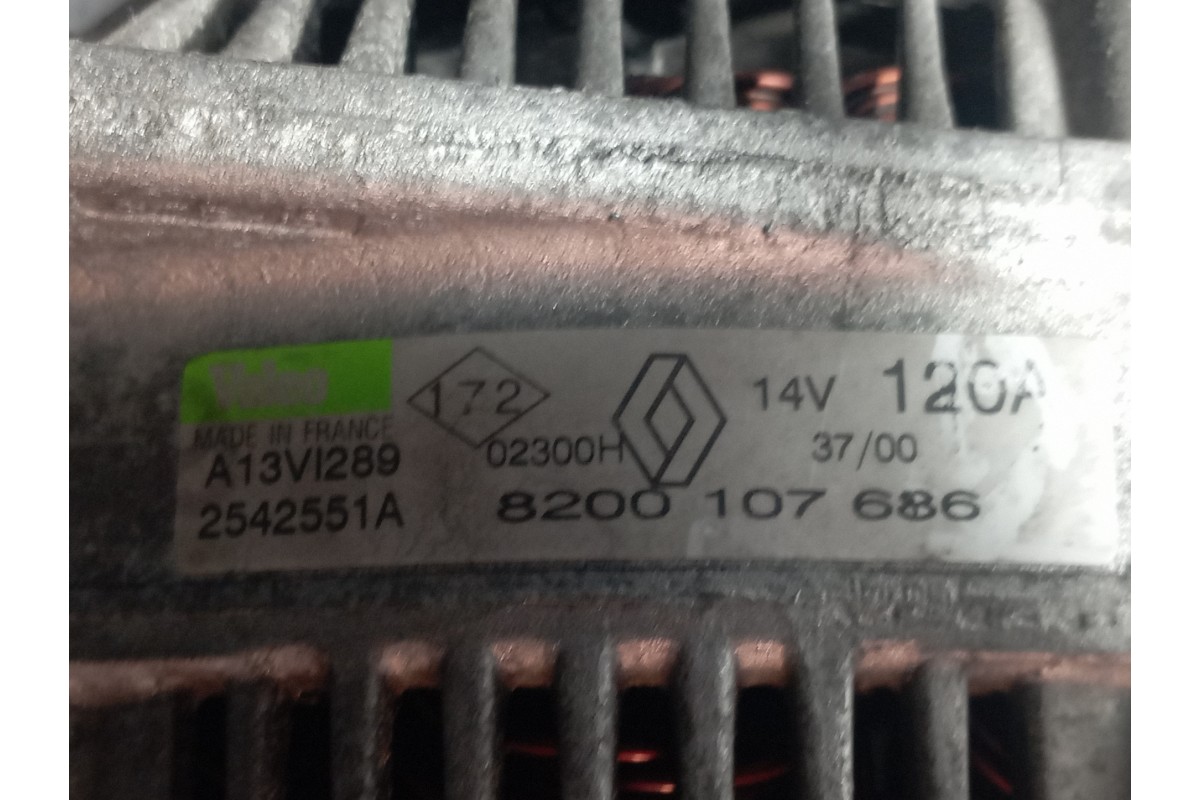 Valeo
MADE IN FRANCE
A13VI289
2542551A
172
02300H
14V 120A
37/00
8200 107 686